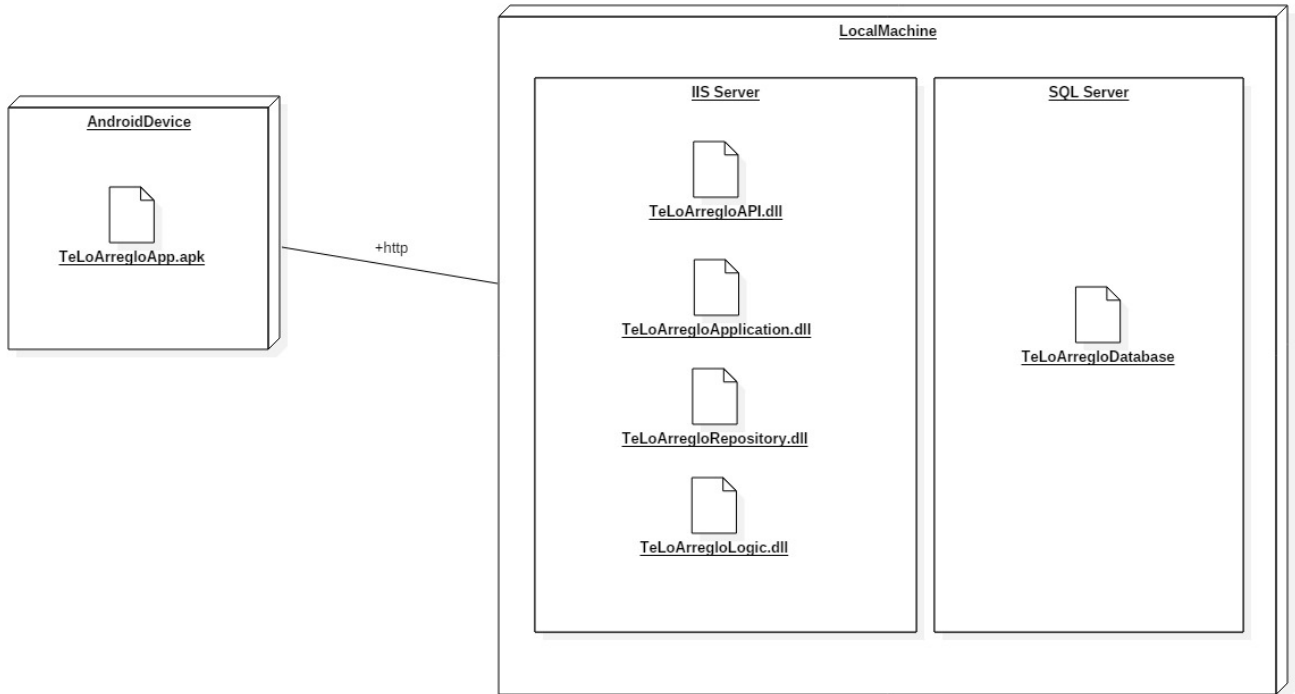 LocalMachine
IIS Server
SQL Server
AndroidDevice
TeLoArregloApp.apk
+http
TeLoArregloAPI.dll
TeLoArregloApplication.dll
TeLoArregloRepository.dll
TeLoArregloLogic.dll
TeLoArregloDatabase